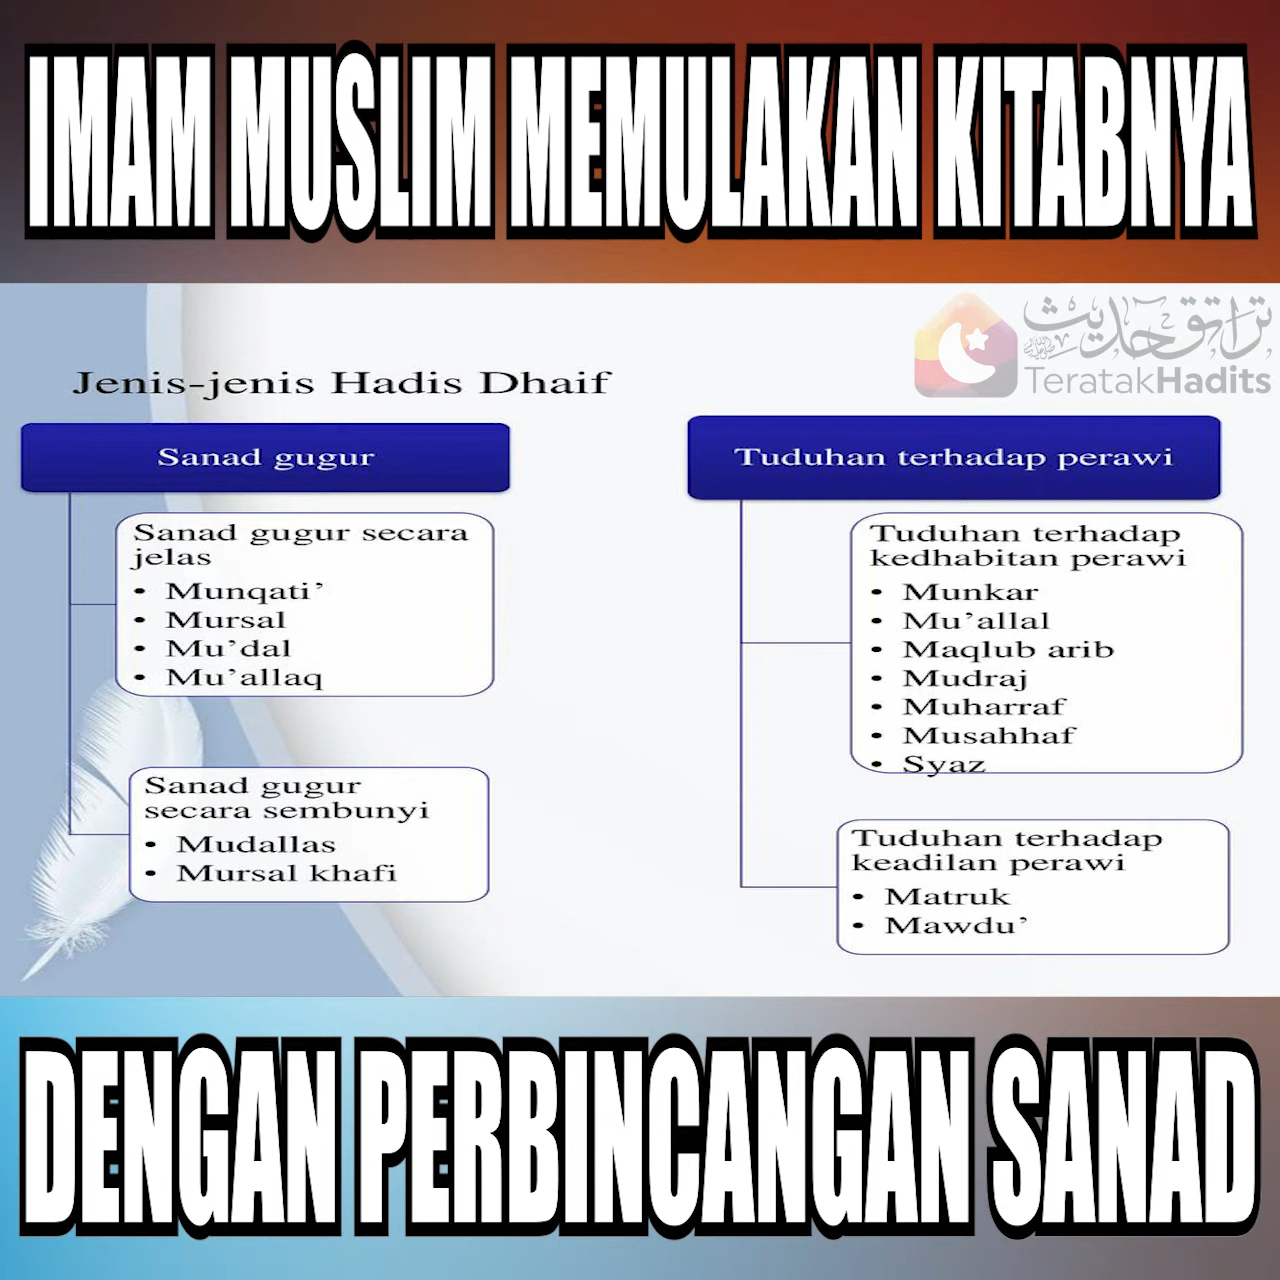 IMAM MUSLIM MEMULAKAN KITABNYA
تراتق حديث
TeratakHadits
Jenis-jenis Hadis Dhaif
Sanad gugur
Sanad gugur secara
jelas
• Munqati’
• Mursal
• Mu’dal
• Mu’allaq
Sanad gugur
secara sembunyi
• Mudallas
• Mursal khafi
Tuduhan terhadap perawi
Tuduhan terhadap
kedhabitan perawi
• Munkar
• Mu’allal
• Maqlub arib
• Mudraj
• Muharraf
• Musahhaf
• Syaz
Tuduhan terhadap
keadilan perawi
• Matruk
• Mawdu’
DENGAN PERBINCANGAN SANAD